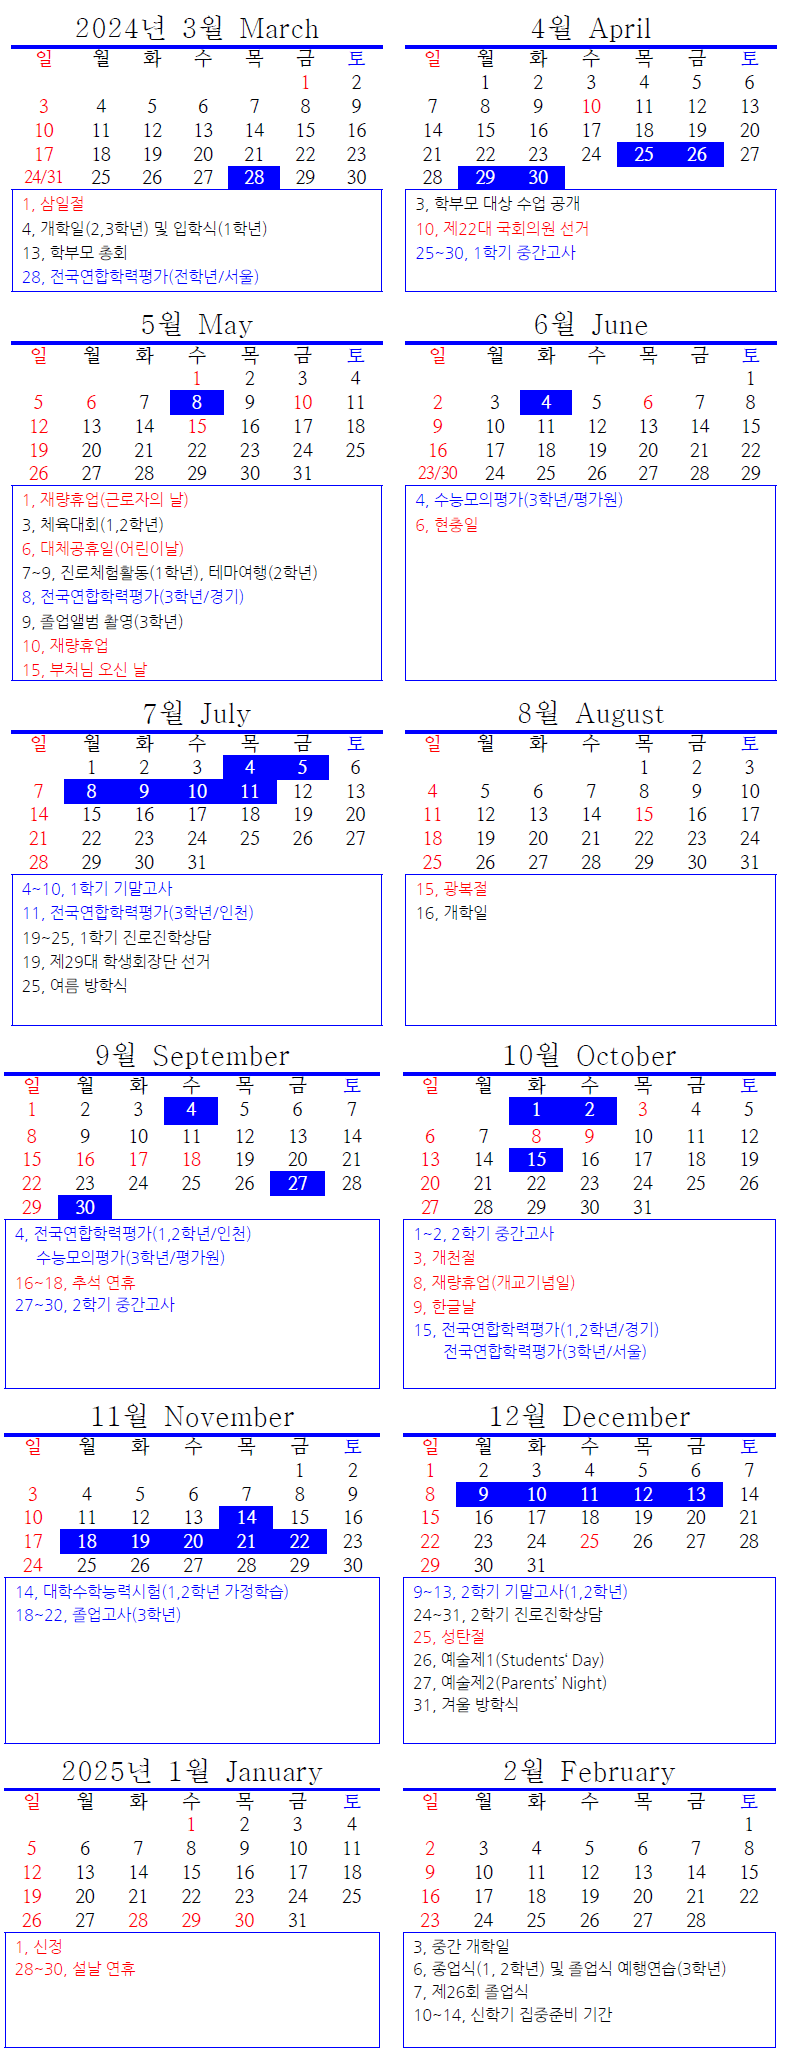 2024년 3월 March
일 월 화 수 목 금 토
1 2
3 4 5 6 7 8 9
10 11 12 13 14 15 16
17 18 19 20 21 22 23
24/31 25 26 27 28 29 30
1, 삼일절
4, 개학일(2,3학년) 및 입학식(1학년)
13, 학부모 총회
28, 전국연합학력평가(전학년/서울)
4월 April
일 월 화 수 목 금 토
1 2 3 4 5 6
7 8 9 10 11 12 13
14 15 16 17 18 19 20
21 22 23 24 25 26 27
28 29 30
3, 학부모 대상 수업 공개
10, 제22대 국회의원 선거
25~30, 1학기 중간고사
5월 May
일 월 화 수 목 금 토
1 2 3 4
5 6 7 8 9 10 11
12 13 14 15 16 17 18
19 20 21 22 23 24 25
26 27 28 29 30 31
1, 재량휴업(근로자의 날)
3, 체육대회(1,2학년)
6, 대체공휴일(어린이날)
7~9, 진로체험활동(1학년), 테마여행(2학년)
8, 전국연합학력평가(3학년/경기)
9, 졸업앨범 촬영(3학년)
10, 재량휴업
15, 부처님 오신 날
6월 June
일 월 화 수 목 금 토
1
2 3 4 5 6 7 8
9 10 11 12 13 14 15
16 17 18 19 20 21 22
23/30 24 25 26 27 28 29
4, 수능모의평가(3학년/평가원)
6, 현충일
7월 July
일 월 화 수 목 금 토
1 2 3 4 5 6
7 8 9 10 11 12 13
14 15 16 17 18 19 20
21 22 23 24 25 26 27
28 29 30 31
4~10, 1학기 기말고사
11, 전국연합학력평가(3학년/인천)
19~25, 1학기 진로진학상담
19, 제29대 학생회장단 선거
25, 여름 방학식
8월 August
일 월 화 수 목 금 토
1 2 3
4 5 6 7 8 9 10
11 12 13 14 15 16 17
18 19 20 21 22 23 24
25 26 27 28 29 30 31
15, 광복절
16, 개학일
9월 September
일 월 화 수 목 금 토
1 2 3 4 5 6 7
8 9 10 11 12 13 14
15 16 17 18 19 20 21
22 23 24 25 26 27 28
29 30
4, 전국연합학력평가(1,2학년/인천)
수능모의평가(3학년/평가원)
16~18, 추석 연휴
27~30, 2학기 중간고사
10월 October
일 월 화 수 목 금 토
1 2 3 4 5
6 7 8 9 10 11 12
13 14 15 16 17 18 19
20 21 22 23 24 25 26
27 28 29 30 31
1~2, 2학기 중간고사
3, 개천절
8, 재량휴업(개교기념일)
9, 한글날
15, 전국연합학력평가(1,2학년/경기)
전국연합학력평가(3학년/서울)
11월 November
일 월 화 수 목 금 토
1 2
3 4 5 6 7 8 9
10 11 12 13 14 15 16
17 18 19 20 21 22 23
24 25 26 27 28 29 30
14, 대학수학능력시험(1,2학년 가정학습)
18~22, 졸업고사(3학년)
12월 December
일 월 화 수 목 금 토
1 2 3 4 5 6 7
8 9 10 11 12 13 14
15 16 17 18 19 20 21
22 23 24 25 26 27 28
29 30 31
9~13, 2학기 기말고사(1,2학년)
24~31, 2학기 진로진학상담
25, 성탄절
26, 예술제1(Students‘ Day)
27, 예술제2(Parents’ Night)
31, 겨울 방학식
2025년 1월 January
일 월 화 수 목 금 토
1 2 3 4
5 6 7 8 9 10 11
12 13 14 15 16 17 18
19 20 21 22 23 24 25
26 27 28 29 30 31
1, 신정
28~30, 설날 연휴
2월 February
일 월 화 수 목 금 토
1
2 3 4 5 6 7 8
9 10 11 12 13 14 15
16 17 18 19 20 21 22
23 24 25 26 27 28
3, 중간 개학일
6, 종업식(1, 2학년) 및 졸업식 예행연습(3학년)
7, 제26회 졸업식
10~14, 신학기 집중준비 기간